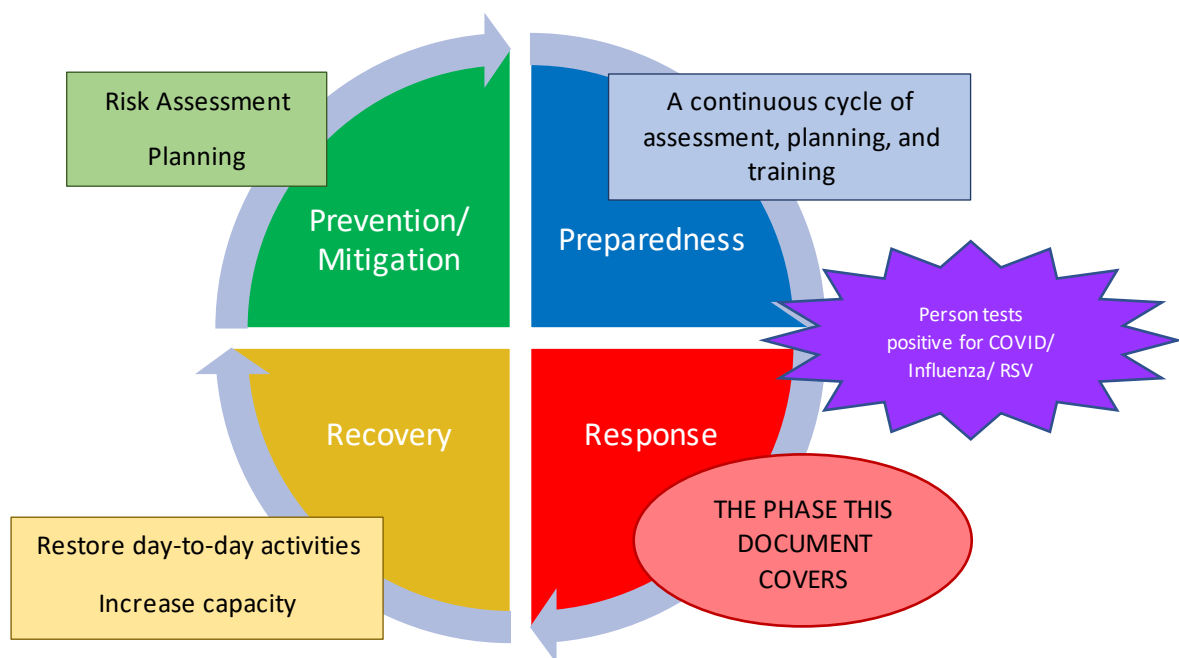 Risk Assessment
Planning
A continuous cycle of
assessment, planning, and
training
Prevention/
Mitigation
Preparedness
Person tests
positive for COVID/
Influenza/ RSV
Recovery
Response
THE PHASE THIS
DOCUMENT
COVERS
Restore day-to-day activities
Increase capacity